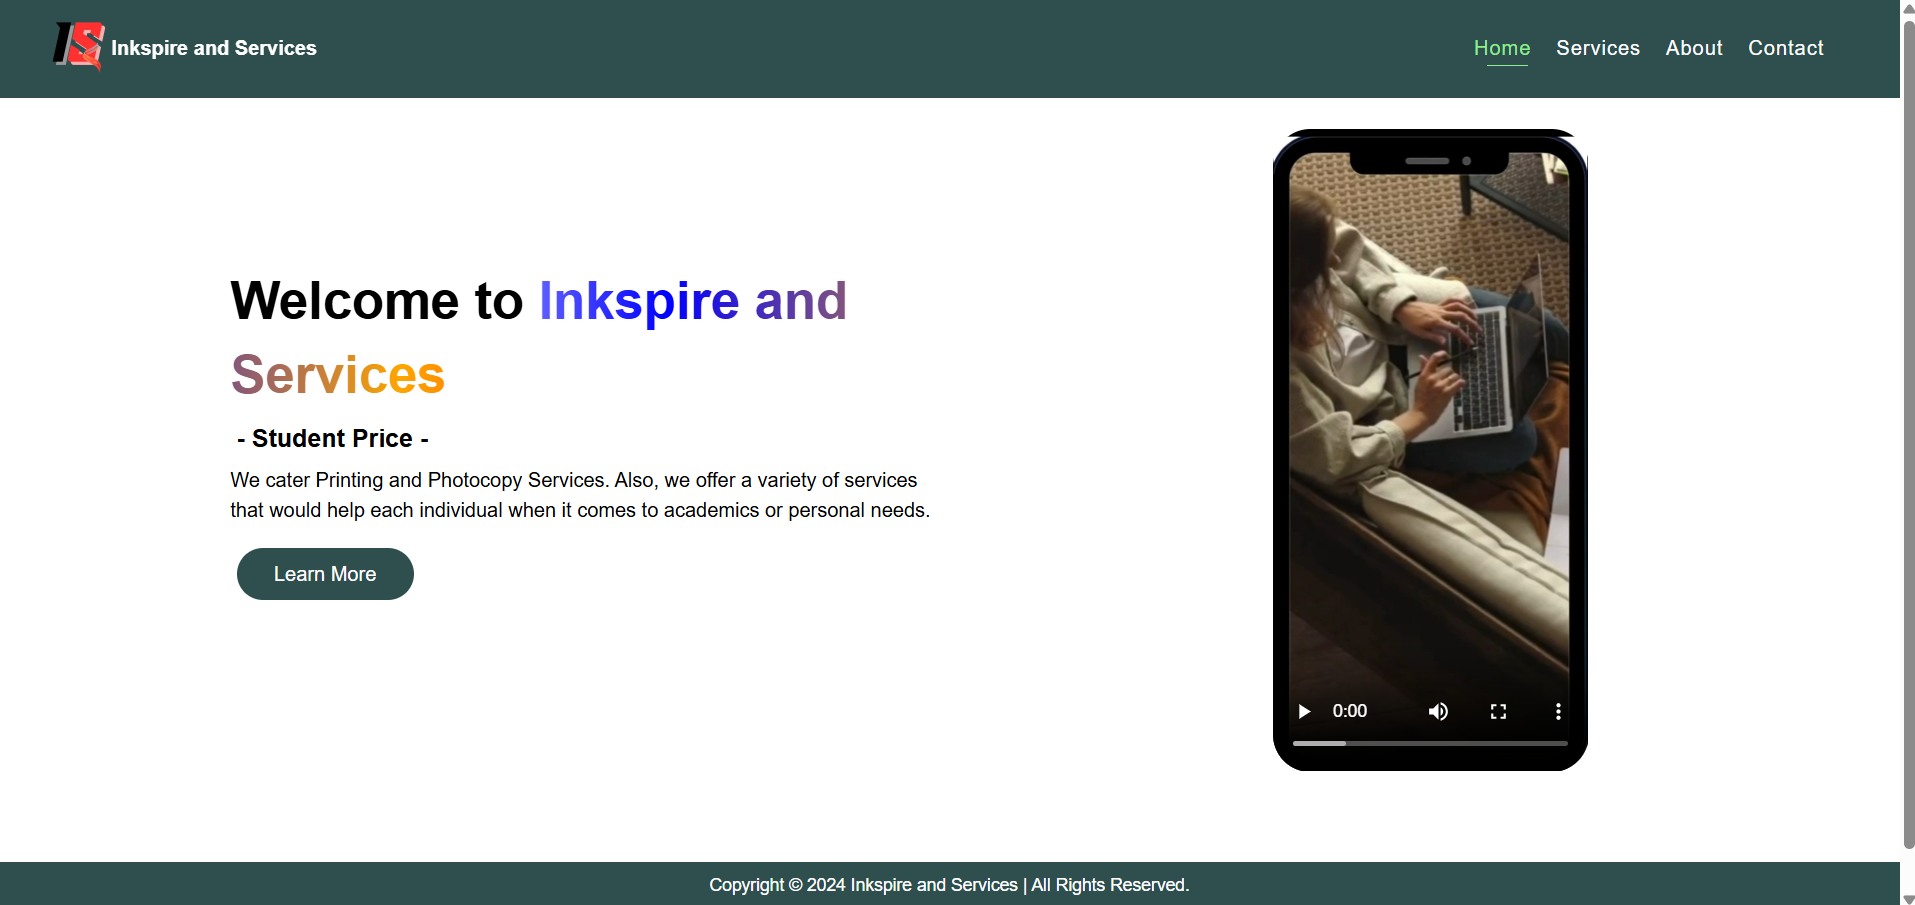 IS Inkspire and Services
Home Services About Contact
Welcome to Inkspire and
Services
- Student Price -
We cater Printing and Photocopy Services. Also, we offer a variety of services
that would help each individual when it comes to academics or personal needs.
Learn More
0:00
Copyright © 2024 Inkspire and Services | All Rights Reserved.